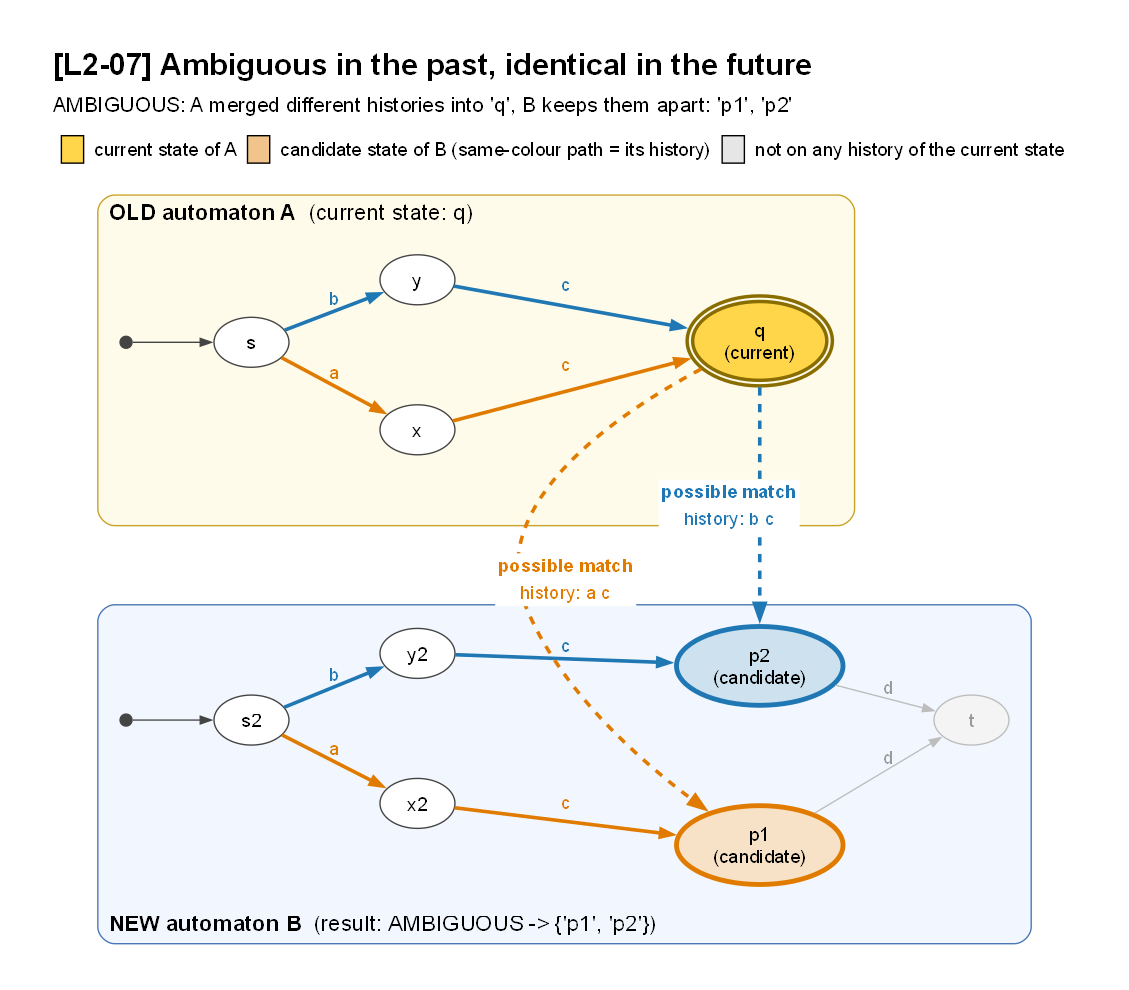 [L2-07] Ambiguous in the past, identical in the future
AMBIGUOUS: A merged different histories into 'q', B keeps them apart: 'p1', 'p2'
current state of A
candidate state of B (same-colour path = its history)
not on any history of the current state
OLD automaton A (current state: q)
s
b
a
y
x
c
c
q
(current)
possible match
history: b c
possible match
history: a c
s2
b
a
y2
x2
c
c
p2
(candidate)
p1
(candidate)
d
d
t
NEW automaton B (result: AMBIGUOUS -> {'p1', 'p2'})